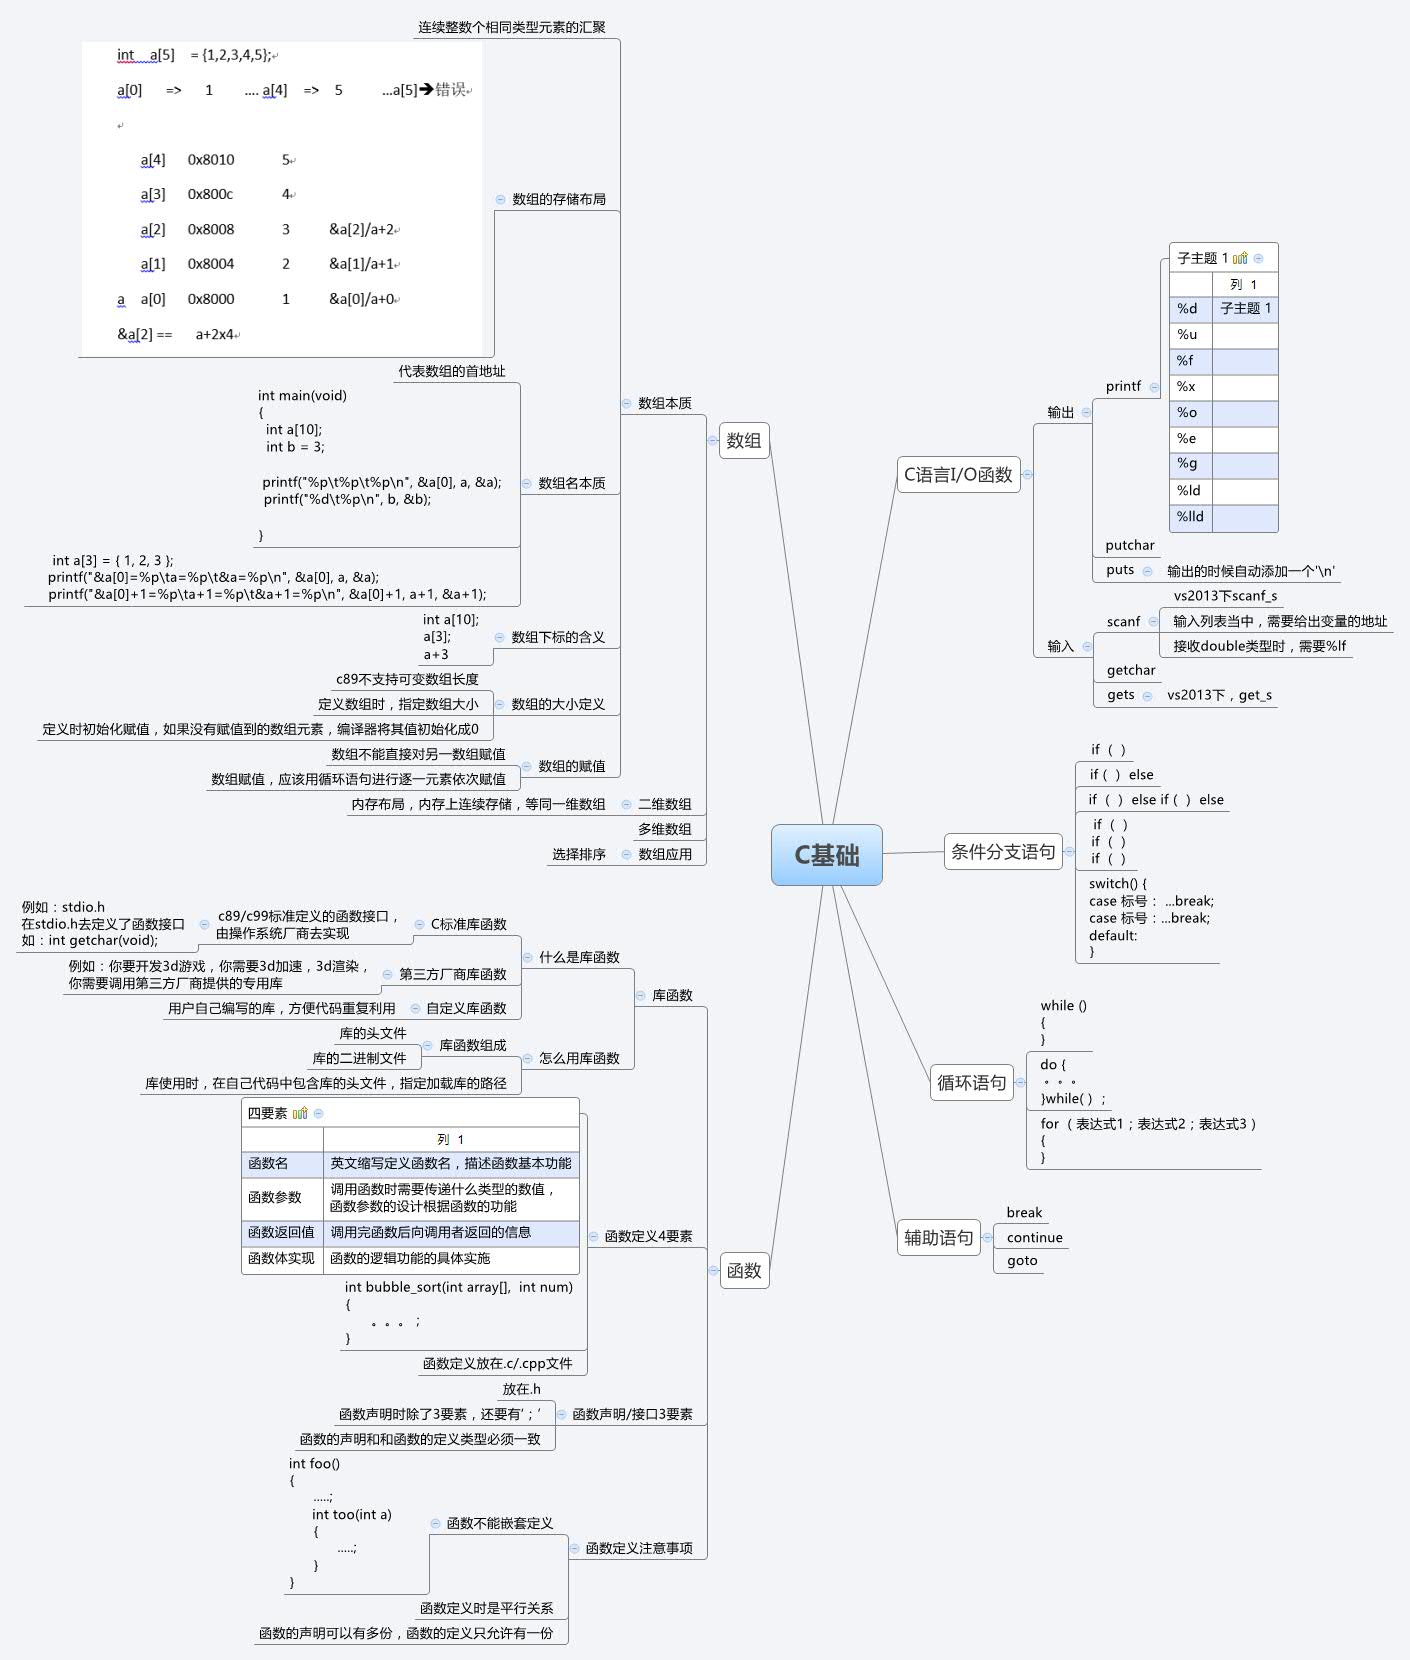 C基础
数组
数组本质
连续整数个相同类型元素的汇聚
数组的存储布局
int a[5] = {1,2,3,4,5};
a[0] => 1 .... a[4] => 5 ...a[5]➔错误
a[4] 0x8010 5
a[3] 0x800c 4
a[2] 0x8008 3 &a[2]/a+2
a[1] 0x8004 2 &a[1]/a+1
a a[0] 0x8000 1 &a[0]/a+0
&a[2] == a+2x4
数组名本质
代表数组的首地址
int main(void)
{
int a[10];
int b = 3;
printf("%p\t%p\t%p\n", &a[0], a, &a);
printf("%d\t%p\n", b, &b);
}
int a[3] = { 1, 2, 3 };
printf("&a[0]=%p\ta=%p\t&a=%p\n", &a[0], a, &a);
printf("&a[0]+1=%p\ta+1=%p\t&a+1=%p\n", &a[0]+1, a+1, &a+1);
数组下标的含义
int a[10];
a[3];
a+3
数组的大小定义
c89不支持可变数组长度
定义数组时，指定数组大小
定义时初始化赋值，如果没有赋值到的数组元素，编译器将其值初始化成0
数组的赋值
数组不能直接对另一数组赋值
数组赋值，应该用循环语句进行逐一元素依次赋值
二维数组
内存布局，内存上连续存储，等同一维数组
多维数组
数组应用
选择排序
函数
库函数
什么是库函数
C标准库函数
c89/c99标准定义的函数接口，
由操作系统厂商去实现
例如：stdio.h
在stdio.h去定义了函数接口
如：int getchar(void);
第三方厂商库函数
例如：你要开发3d游戏，你需要3d加速，3d渲染，
你需要调用第三方厂商提供的专用库
自定义库函数
用户自己编写的库，方便代码重复利用
怎么用库函数
库函数组成
库的头文件
库的二进制文件
库使用时，在自己代码中包含库的头文件，指定加载库的路径
函数定义4要素
四要素
列 1
函数名 英文缩写定义函数名，描述函数基本功能
函数参数 调用函数时需要传递什么类型的数值，
函数参数的设计根据函数的功能
函数返回值 调用完函数后向调用者返回的信息
函数体实现 函数的逻辑功能的具体实施
int bubble_sort(int array[], int num)
{
。。。；
}
函数定义放在.c/.cpp文件
函数声明/接口3要素
放在.h
函数声明时除了3要素，还要有‘；’
函数的声明和和函数的定义类型必须一致
函数定义注意事项
函数不能嵌套定义
int foo()
{
.....;
int too(int a)
{
.....;
}
}
函数定义时是平行关系
函数的声明可以有多份，函数的定义只允许有一份
C语言I/O函数
输出
printf
子主题 1
列 1
%d 子主题 1
%u
%f
%x
%o
%e
%g
%ld
%lld
putchar
puts
输出的时候自动添加一个'\n'
输入
scanf
vs2013下scanf_s
输入列表当中，需要给出变量的地址
接收double类型时，需要%lf
getchar
gets
vs2013下，get_s
条件分支语句
if （ ）
if（ ）else
if （ ）else if（ ）else
if （ ）
if （ ）
if （ ）
switch() {
case 标号： ...break;
case 标号：...break;
default:
}
循环语句
while ()
{
}
do {
。。。
}while( ）;
for （表达式1；表达式2；表达式3）
{
}
辅助语句
break
continue
goto